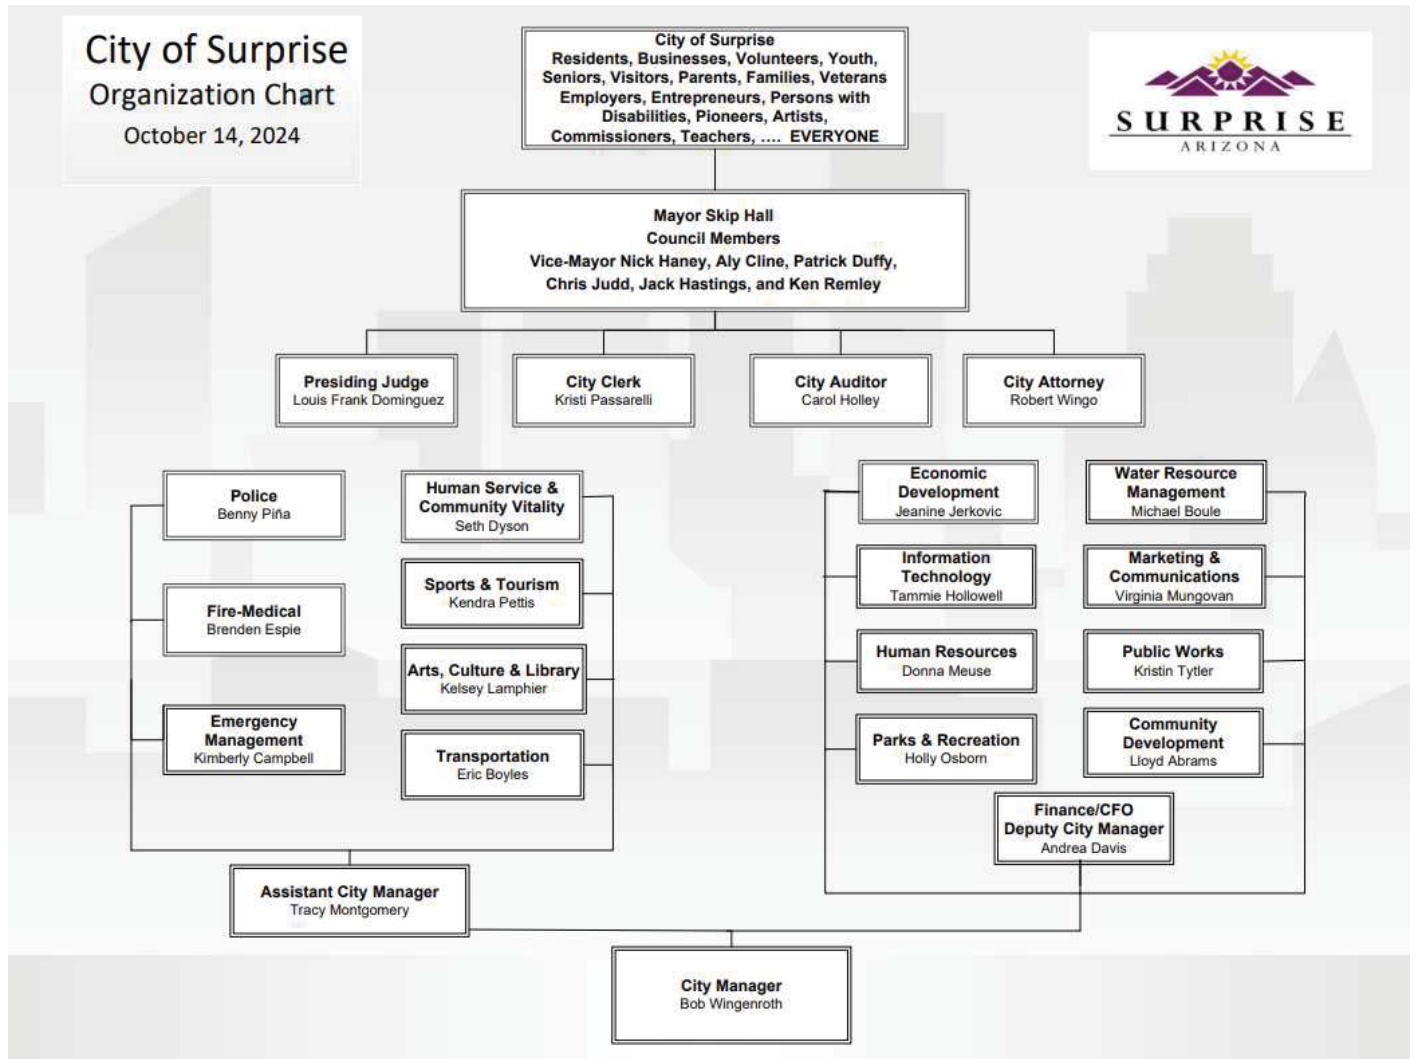 City of Surprise
Organization Chart
October 14, 2024
City of Surprise
Residents, Businesses, Volunteers, Youth,
Seniors, Visitors, Parents, Families, Veterans
Employers, Entrepreneurs, Persons with
Disabilities, Pioneers, Artists,
Commissioners, Teachers, .... EVERYONE
SURPRISE
ARIZONA
Mayor Skip Hall
Council Members
Vice-Mayor Nick Haney, Aly Cline, Patrick Duffy,
Chris Judd, Jack Hastings, and Ken Remley
Presiding Judge
Louis Frank Dominguez
City Clerk
Kristi Passarelli
City Auditor
Carol Holley
City Attorney
Robert Wingo
Police
Benny Piña
Human Service &
Community Vitality
Seth Dyson
Economic
Development
Jeanine Jerkovic
Water Resource
Management
Michael Boule
Fire-Medical
Brenden Espie
Sports & Tourism
Kendra Pettis
Information
Technology
Tammie Hollowell
Marketing &
Communications
Virginia Mungovan
Arts, Culture & Library
Kelsey Lamphier
Human Resources
Donna Meuse
Public Works
Kristin Tytler
Emergency
Management
Kimberly Campbell
Transportation
Eric Boyles
Parks & Recreation
Holly Osborn
Community
Development
Lloyd Abrams
Finance/CFO
Deputy City Manager
Andrea Davis
Assistant City Manager
Tracy Montgomery
City Manager
Bob Wingenroth